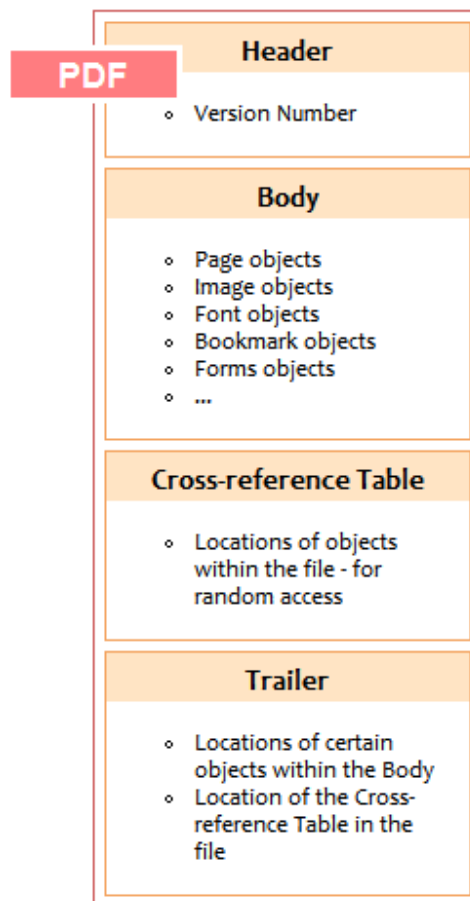 PDF
Header
Version Number
Body
Page objects
Image objects
Font objects
Bookmark objects
Forms objects
...
Cross-reference Table
Locations of objects
within the file - for
random access
Trailer
Locations of certain
objects within the Body
Location of the Cross-
reference Table in the
file